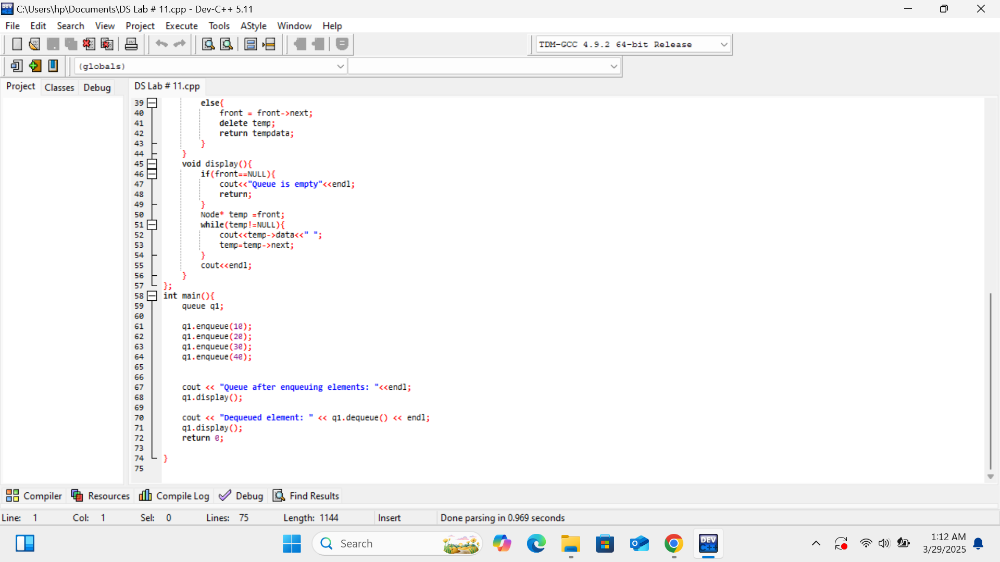 C:\Users\hp\Documents\DS Lab # 11.cpp - Dev-C++ 5.11
File Edit Search View Project Execute Tools AStyle Window Help
TDM-GCC 4.9.2 64-bit Release
(globals)
Project Classes Debug DS Lab # 11.cpp
39 else{
40 front = front->next;
41 delete temp;
42 return tempdata;
43 }
44 }
45 void display(){
46 if(front==NULL){
47 cout<<"Queue is empty"<<endl;
48 return;
49 }
50 Node* temp =front;
51 while(temp!=NULL){
52 cout<<temp->data<<" ";
53 temp=temp->next;
54 }
55 cout<<endl;
56 }
57 };
58 int main(){
59 queue q1;
60
61 q1.enqueue(10);
62 q1.enqueue(20);
63 q1.enqueue(30);
64 q1.enqueue(40);
65
66
67 cout << "Queue after enqueuing elements: "<<endl;
68 q1.display();
69
70 cout << "Dequeued element: " << q1.dequeue() << endl;
71 q1.display();
72 return 0;
73
74 }
75
Compiler Resources Compile Log Debug Find Results
Line: 1 Col: 1 Sel: 0 Lines: 75 Length: 1144 Insert Done parsing in 0.969 seconds
Search
DEV C++
1:12 AM
3/29/2025